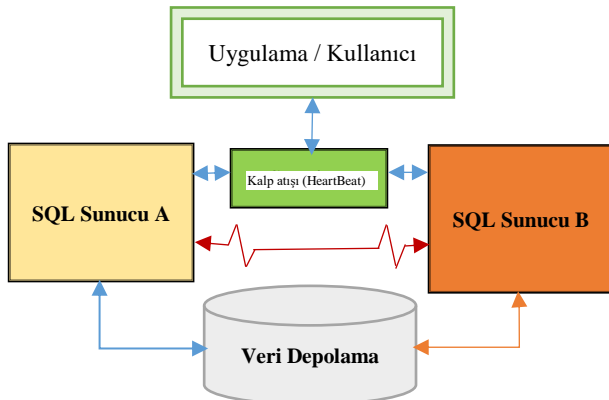 Uygulama / Kullanıcı
Kalp atışı (HeartBeat)
SQL Sunucu A
SQL Sunucu B
Veri Depolama